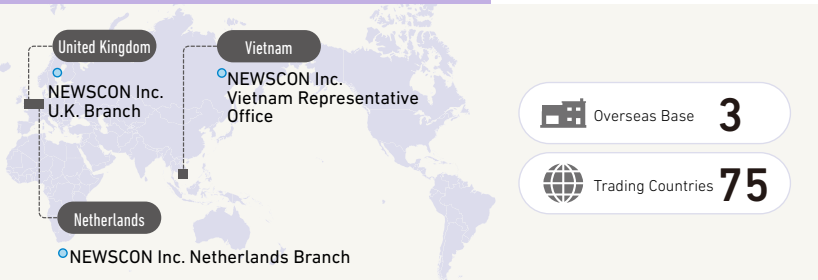 United Kingdom
NEWSCON Inc.
U.K. Branch
Vietnam
NEWSCON Inc.
Vietnam Representative
Office
Netherlands
NEWSCON Inc. Netherlands Branch
Overseas Base 3
Trading Countries 75